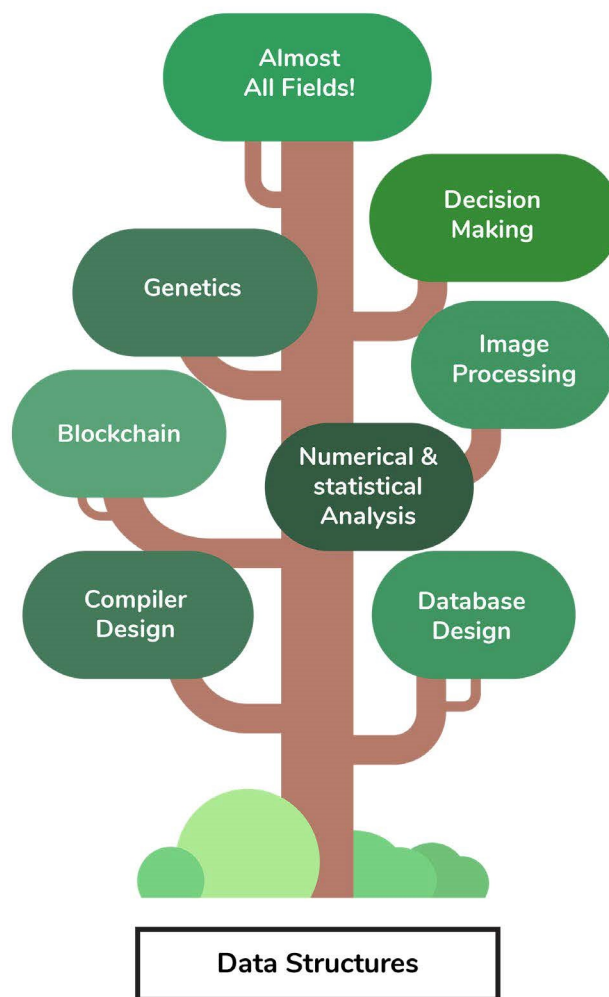 Almost
All Fields!
Decision
Making
Genetics
Image
Processing
Blockchain
Numerical &
statistical
Analysis
Compiler
Design
Database
Design
Data Structures